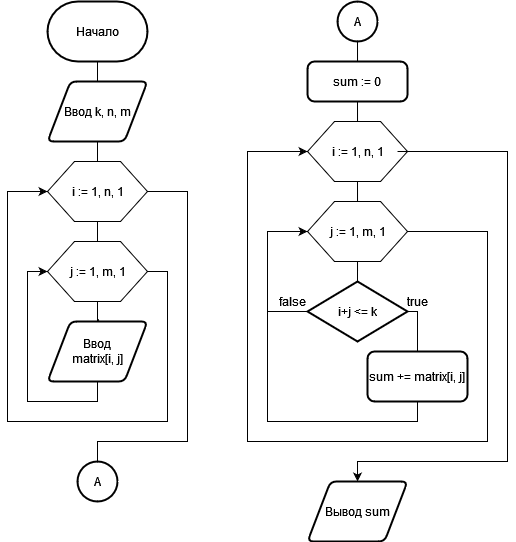 Начало
Ввод k, n, m
i := 1, n, 1
j := 1, m, 1
Ввод
matrix[i, j]
A
A
sum := 0
i := 1, n, 1
j := 1, m, 1
false
i+j <= k
true
sum += matrix[i, j]
Вывод sum